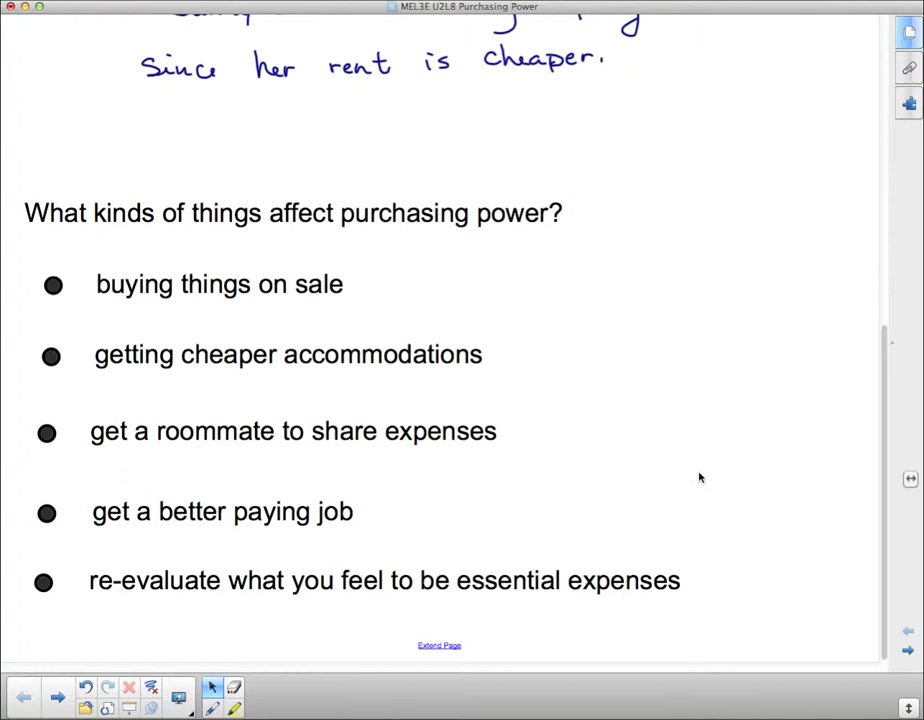 MEL3E U2L8 Purchasing Power
Since her rent is cheaper.
What kinds of things affect purchasing power?
buying things on sale
getting cheaper accommodations
get a roommate to share expenses
get a better paying job
re-evaluate what you feel to be essential expenses
Extend Page